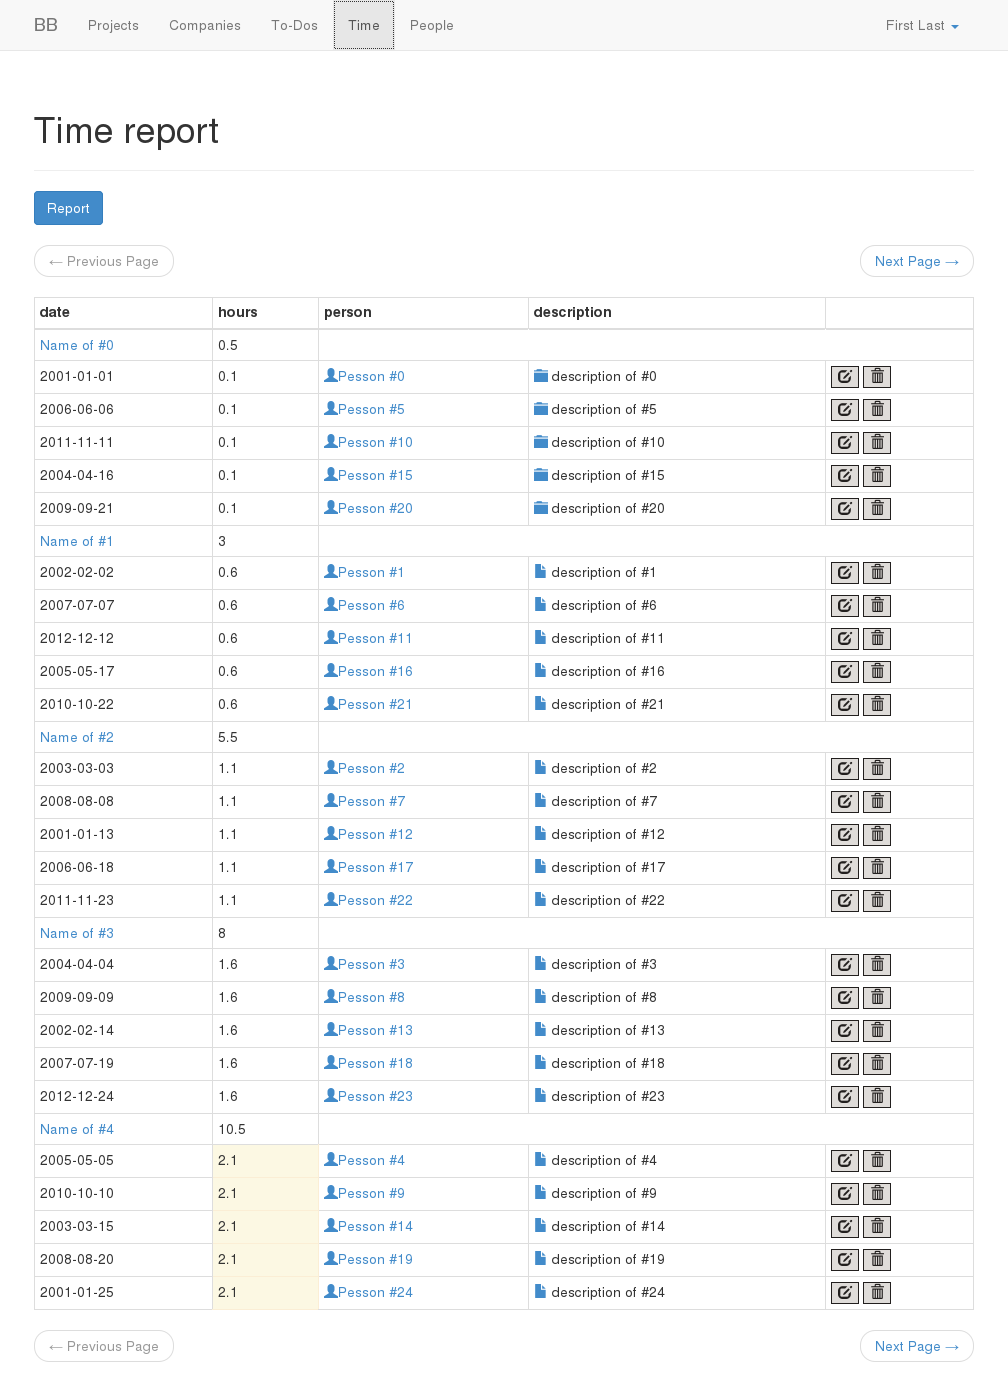 BB Projects Companies To-Dos Time People First Last
Time report
Report
← Previous Page Next Page →
date hours person description
Name of #0 0.5
2001-01-01 0.1 Pesson #0 description of #0
2006-06-06 0.1 Pesson #5 description of #5
2011-11-11 0.1 Pesson #10 description of #10
2004-04-16 0.1 Pesson #15 description of #15
2009-09-21 0.1 Pesson #20 description of #20
Name of #1 3
2002-02-02 0.6 Pesson #1 description of #1
2007-07-07 0.6 Pesson #6 description of #6
2012-12-12 0.6 Pesson #11 description of #11
2005-05-17 0.6 Pesson #16 description of #16
2010-10-22 0.6 Pesson #21 description of #21
Name of #2 5.5
2003-03-03 1.1 Pesson #2 description of #2
2008-08-08 1.1 Pesson #7 description of #7
2001-01-13 1.1 Pesson #12 description of #12
2006-06-18 1.1 Pesson #17 description of #17
2011-11-23 1.1 Pesson #22 description of #22
Name of #3 8
2004-04-04 1.6 Pesson #3 description of #3
2009-09-09 1.6 Pesson #8 description of #8
2002-02-14 1.6 Pesson #13 description of #13
2007-07-19 1.6 Pesson #18 description of #18
2012-12-24 1.6 Pesson #23 description of #23
Name of #4 10.5
2005-05-05 2.1 Pesson #4 description of #4
2010-10-10 2.1 Pesson #9 description of #9
2003-03-15 2.1 Pesson #14 description of #14
2008-08-20 2.1 Pesson #19 description of #19
2001-01-25 2.1 Pesson #24 description of #24
← Previous Page Next Page →